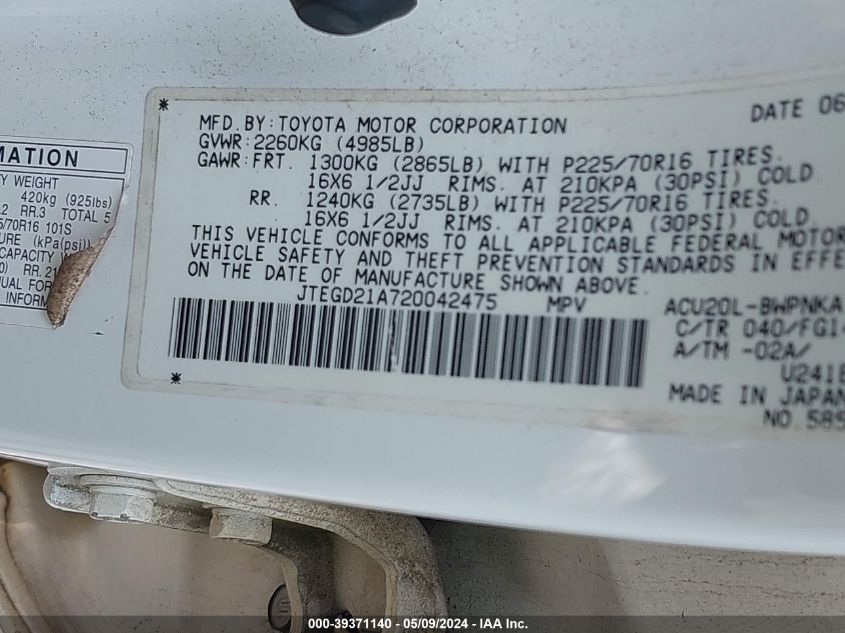 MATION
TY WEIGHT
420kg (925lbs)
.2 RR.3 TOTAL 5
5/70R16 101S
URE (kPa(psi))
CAPACITY W
0) RR. 21
R INFORMAT
* DATE 06
MFD. BY: TOYOTA MOTOR CORPORATION
GVWR: 2260KG (4985LB)
GAWR: FRT. 1300KG (2865LB) WITH P225/70R16 TIRES.
16X6 1/2JJ RIMS. AT 210KPA (30PSI) COLD.
RR. 1240KG (2735LB) WITH P225/70R16 TIRES.
16X6 1/2JJ RIMS. AT 210KPA (30PSI) COLD.
THIS VEHICLE CONFORMS TO ALL APPLICABLE FEDERAL MOTOR
VEHICLE SAFETY AND THEFT PREVENTION STANDARDS IN EFFE
ON THE DATE OF MANUFACTURE SHOWN ABOVE.
JTEGD21A720042475 MPV ACU20L-BWPNKA
C/TR 040/FG14
A/TM -02A/
U241E
* MADE IN JAPAN
NO.585
000-39371140 - 05/09/2024 - IAA Inc.